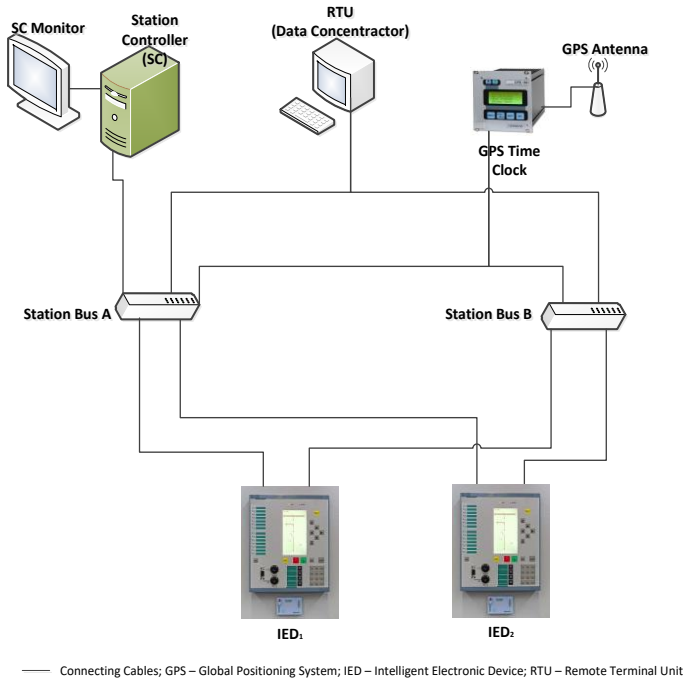 SC Monitor
Station
Controller
(SC)
RTU
(Data Concentractor)
GPS Antenna
GPS Time
Clock
Station Bus A
Station Bus B
IED₁
IED₂
Connecting Cables; GPS – Global Positioning System; IED – Intelligent Electronic Device; RTU – Remote Terminal Unit